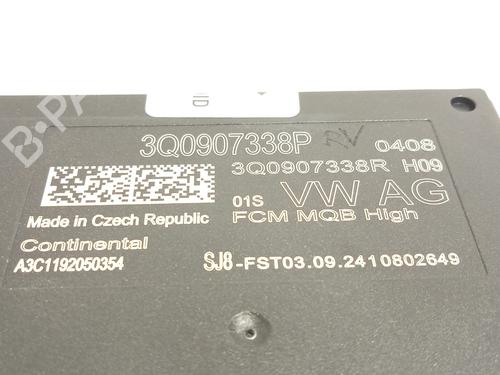 3Q0907338P 0408
3Q0907338R H09
01S VW AG
Made in Czech Republic FCM MQB High
Continental
A3C1192050354 SJ8-FST03.09.2410802649
B-PA